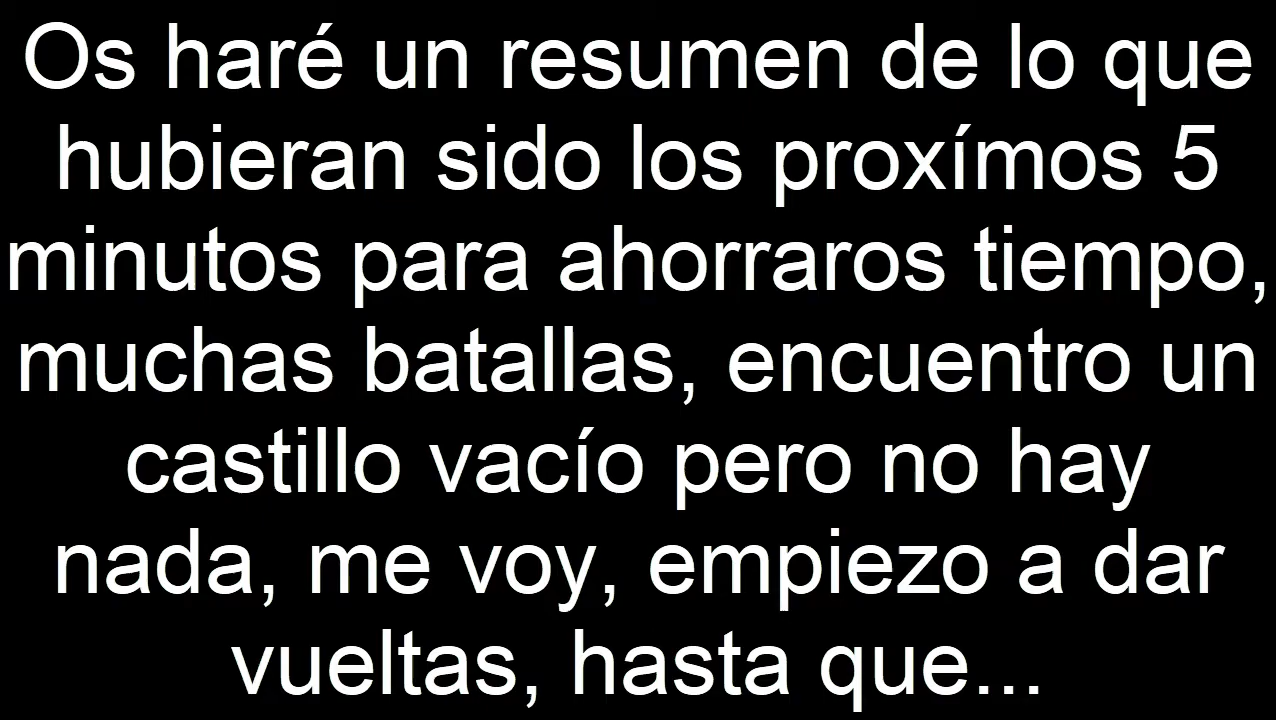 Os haré un resumen de lo que
hubieran sido los proxímos 5
minutos para ahorraros tiempo,
muchas batallas, encuentro un
castillo vacío pero no hay
nada, me voy, empiezo a dar
vueltas, hasta que...